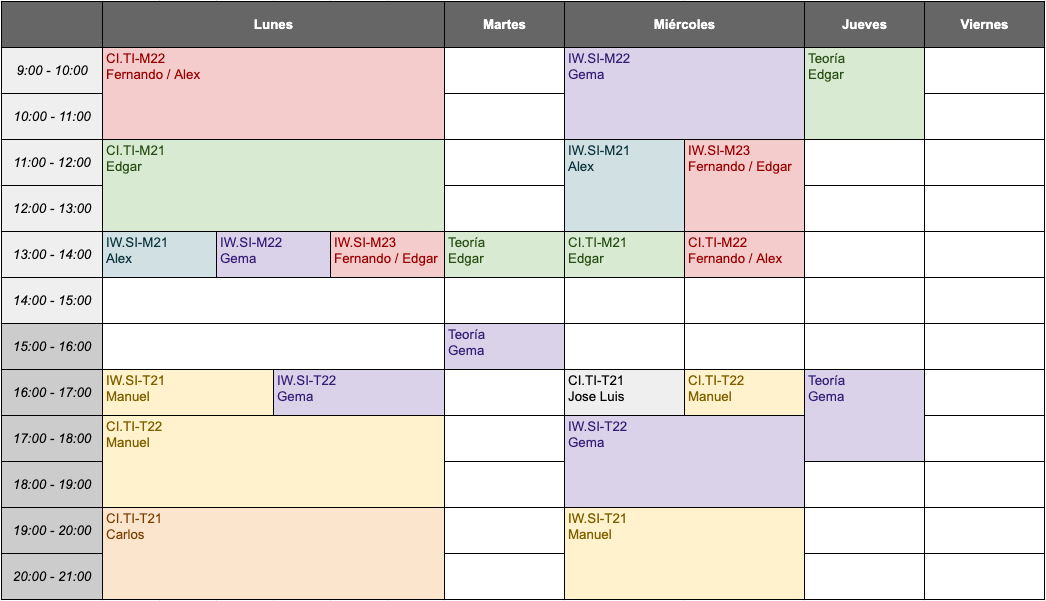 Lunes Martes Miércoles Jueves Viernes
9:00 - 10:00
CI.TI-M22
Fernando / Alex
IW.SI-M22
Gema
Teoría
Edgar
10:00 - 11:00
11:00 - 12:00
CI.TI-M21
Edgar
IW.SI-M21
Alex
IW.SI-M23
Fernando / Edgar
12:00 - 13:00
13:00 - 14:00
IW.SI-M21
Alex
IW.SI-M22
Gema
IW.SI-M23
Fernando / Edgar
Teoría
Edgar
CI.TI-M21
Edgar
CI.TI-M22
Fernando / Alex
14:00 - 15:00
15:00 - 16:00
Teoría
Gema
16:00 - 17:00
IW.SI-T21
Manuel
IW.SI-T22
Gema
CI.TI-T21
Jose Luis
CI.TI-T22
Manuel
Teoría
Gema
17:00 - 18:00
CI.TI-T22
Manuel
IW.SI-T22
Gema
18:00 - 19:00
19:00 - 20:00
CI.TI-T21
Carlos
IW.SI-T21
Manuel
20:00 - 21:00